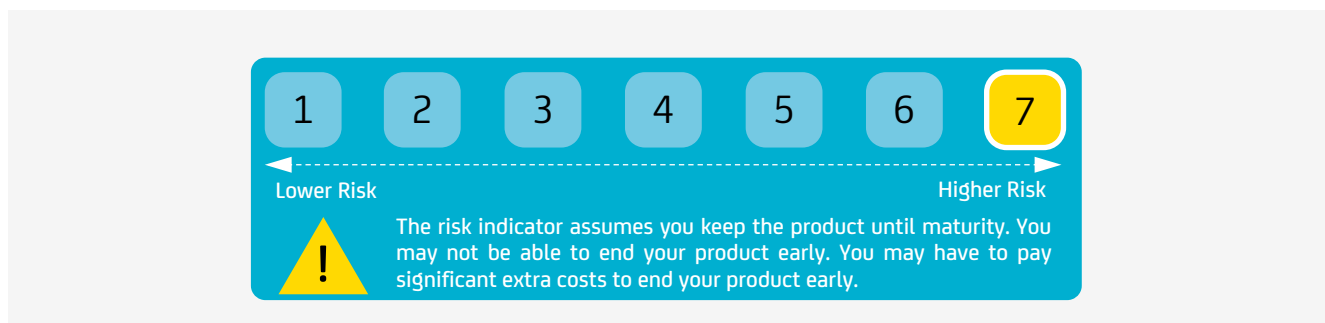 1 2 3 4 5 6 7
Lower Risk Higher Risk
The risk indicator assumes you keep the product until maturity. You
may not be able to end your product early. You may have to pay
! significant extra costs to end your product early.